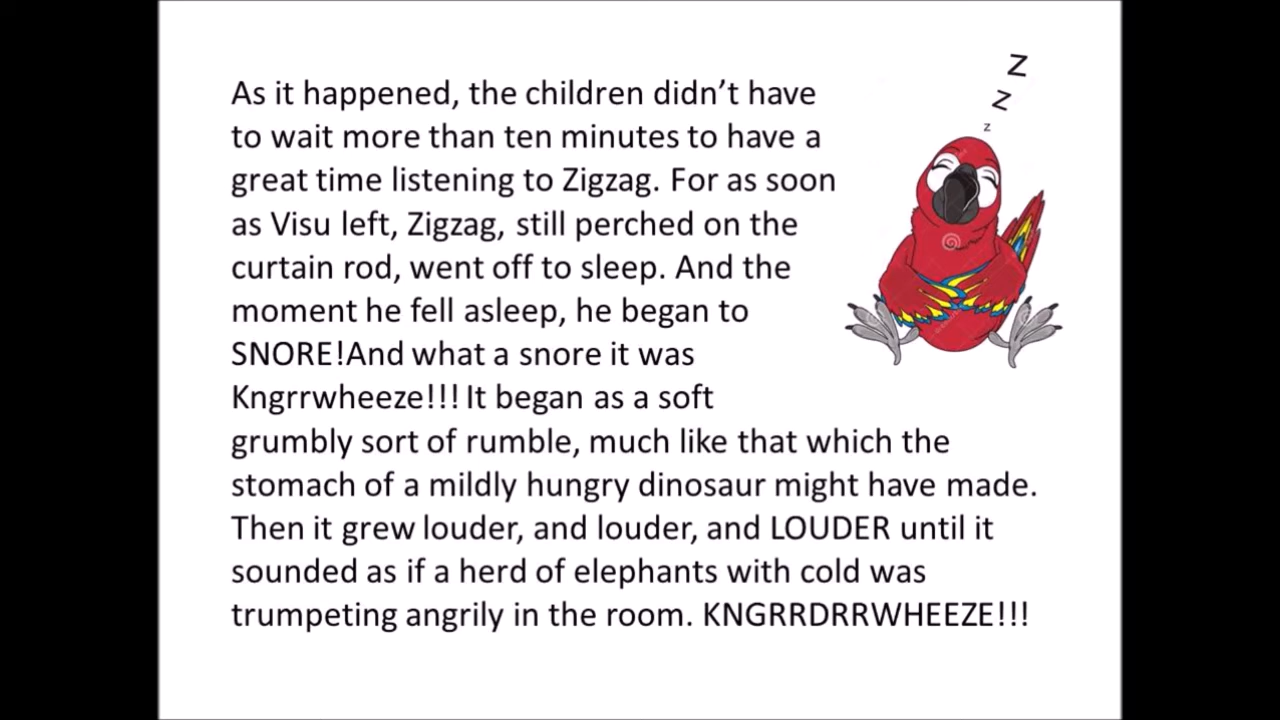 Z
Z
z
As it happened, the children didn’t have
to wait more than ten minutes to have a
great time listening to Zigzag. For as soon
as Visu left, Zigzag, still perched on the
curtain rod, went off to sleep. And the
moment he fell asleep, he began to
SNORE!And what a snore it was
Kngrrwheeze!!! It began as a soft
grumbly sort of rumble, much like that which the
stomach of a mildly hungry dinosaur might have made.
Then it grew louder, and louder, and LOUDER until it
sounded as if a herd of elephants with cold was
trumpeting angrily in the room. KNGRRDRRWHEEZE!!!